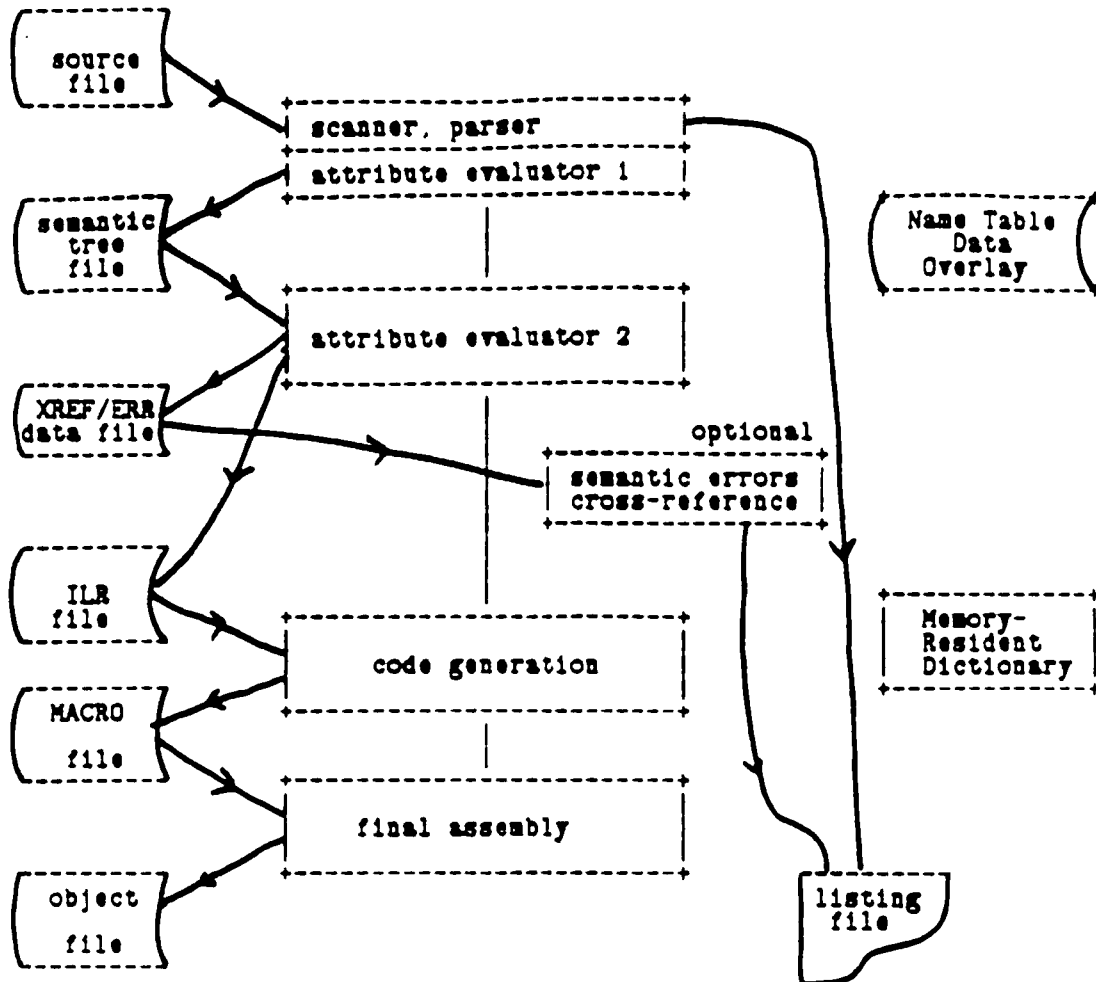 source
file
scanner, parser
attribute evaluator 1
semantic
tree
file
Name Table
Data
Overlay
attribute evaluator 2
XREF/ERR
data file
optional
semantic errors
cross-reference
ILR
file
Memory-
Resident
Dictionary
code generation
MACRO
file
final assembly
object
file
listing
file